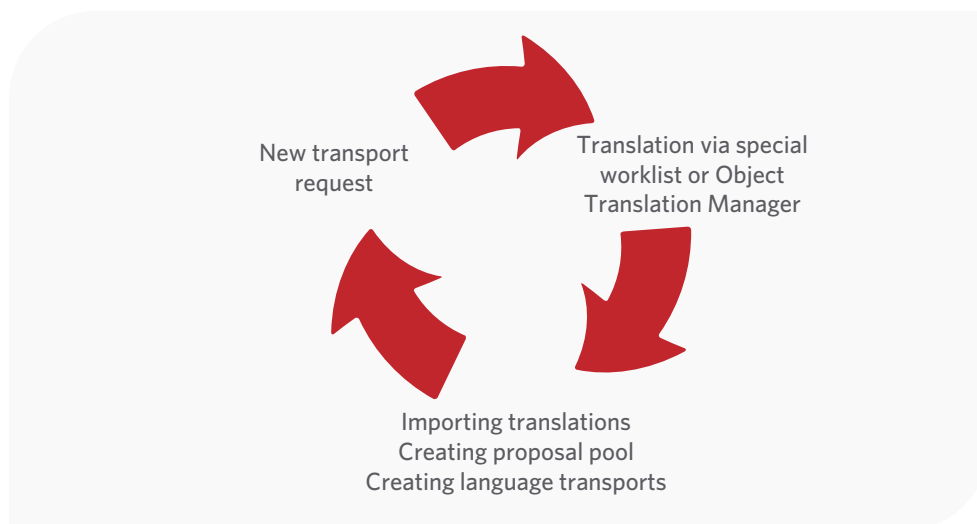 New transport
request
Translation via special
worklist or Object
Translation Manager
Importing translations
Creating proposal pool
Creating language transports